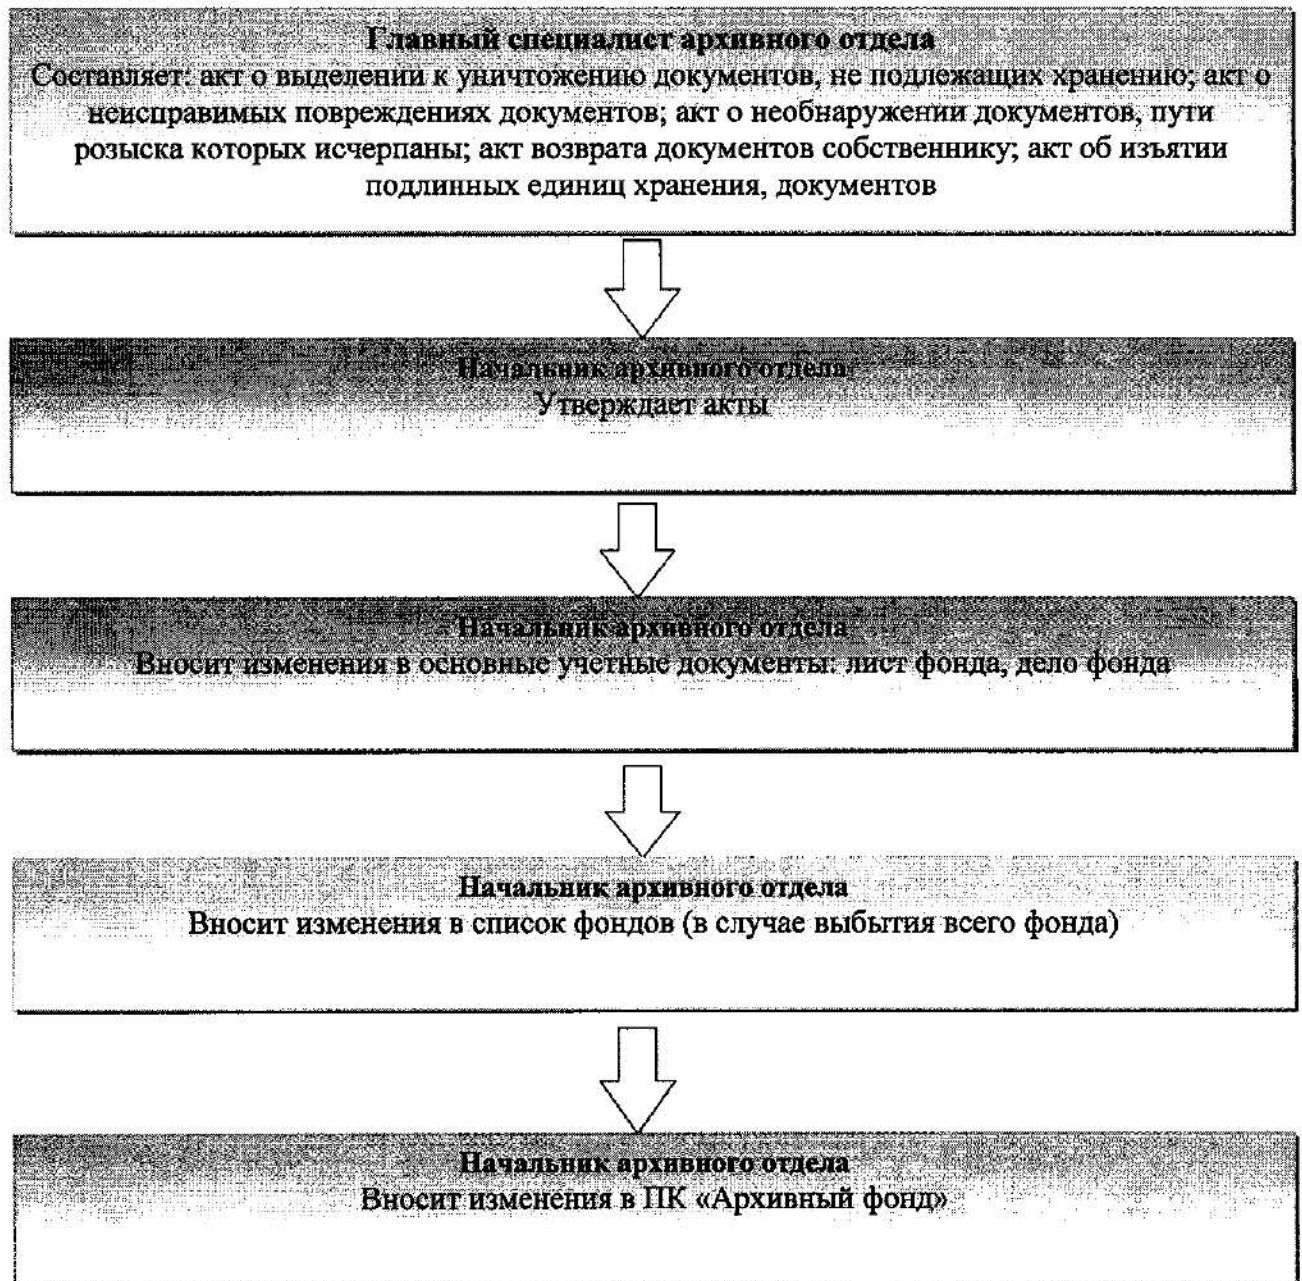 Главный специалист архивного отдела
Составляет: акт о выделении к уничтожению документов, не подлежащих хранению; акт о
неисправимых повреждениях документов; акт о необнаружении документов, пути
розыска которых исчерпаны; акт возврата документов собственнику; акт об изъятии
подлинных единиц хранения, документов
Начальник архивного отдела
Утверждает акты
Начальник архивного отдела
Вносит изменения в основные учетные документы: лист фонда, дело фонда
Начальник архивного отдела
Вносит изменения в список фондов (в случае выбытия всего фонда)
Начальник архивного отдела
Вносит изменения в ПК «Архивный фонд»